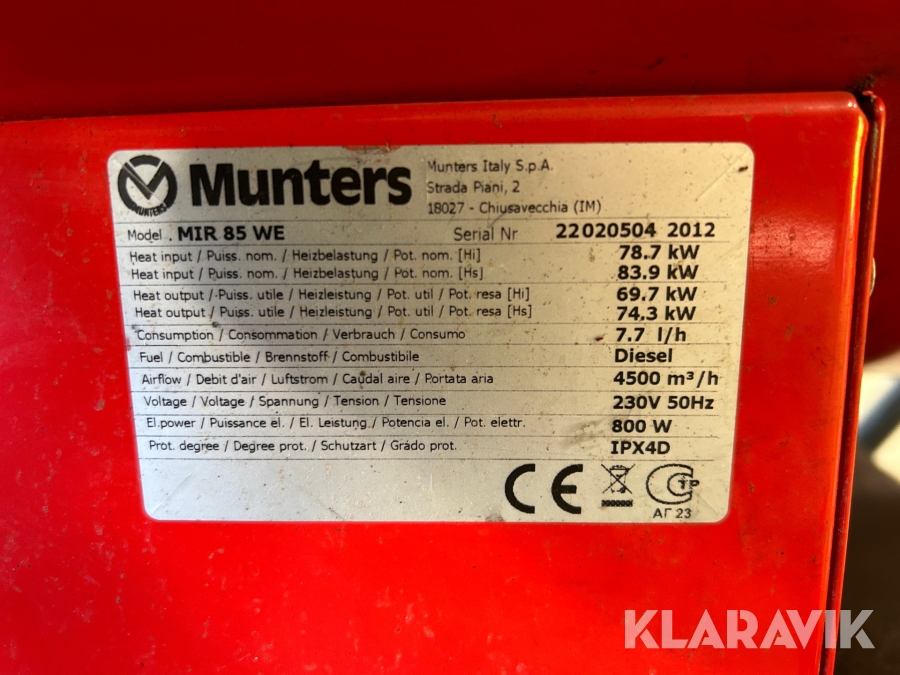 MUNTERS
Munters
Munters Italy S.p.A.
Strada Piani, 2
18027 - Chiusavecchia (IM)
Model . MIR 85 WE Serial Nr 22020504 2012
Heat input / Puiss. nom. / Heizbelastung / Pot. nom. [Hi] 78.7 kW
Heat input / Puiss. nom. / Heizbelastung / Pot. nom. [Hs] 83.9 kW
Heat output / Puiss. utile / Heizleistung / Pot. util / Pot. resa [Hi] 69.7 kW
Heat output / Puiss. utile / Heizleistung / Pot. util / Pot. resa [Hs] 74.3 kW
Consumption / Consommation / Verbrauch / Consumo 7.7 l/h
Fuel / Combustible / Brennstoff / Combustibile Diesel
Airflow / Debit d'air / Luftstrom / Caudal aire / Portata aria 4500 m³/h
Voltage / Voltage / Spannung / Tension / Tensione 230V 50Hz
El.power / Puissance el. / El. Leistung / Potencia el. / Pot. elettr. 800 W
Prot. degree / Degree prot. / Schutzart / Grado prot. IPX4D
CE
TP
АГ 23
KLARAVIK